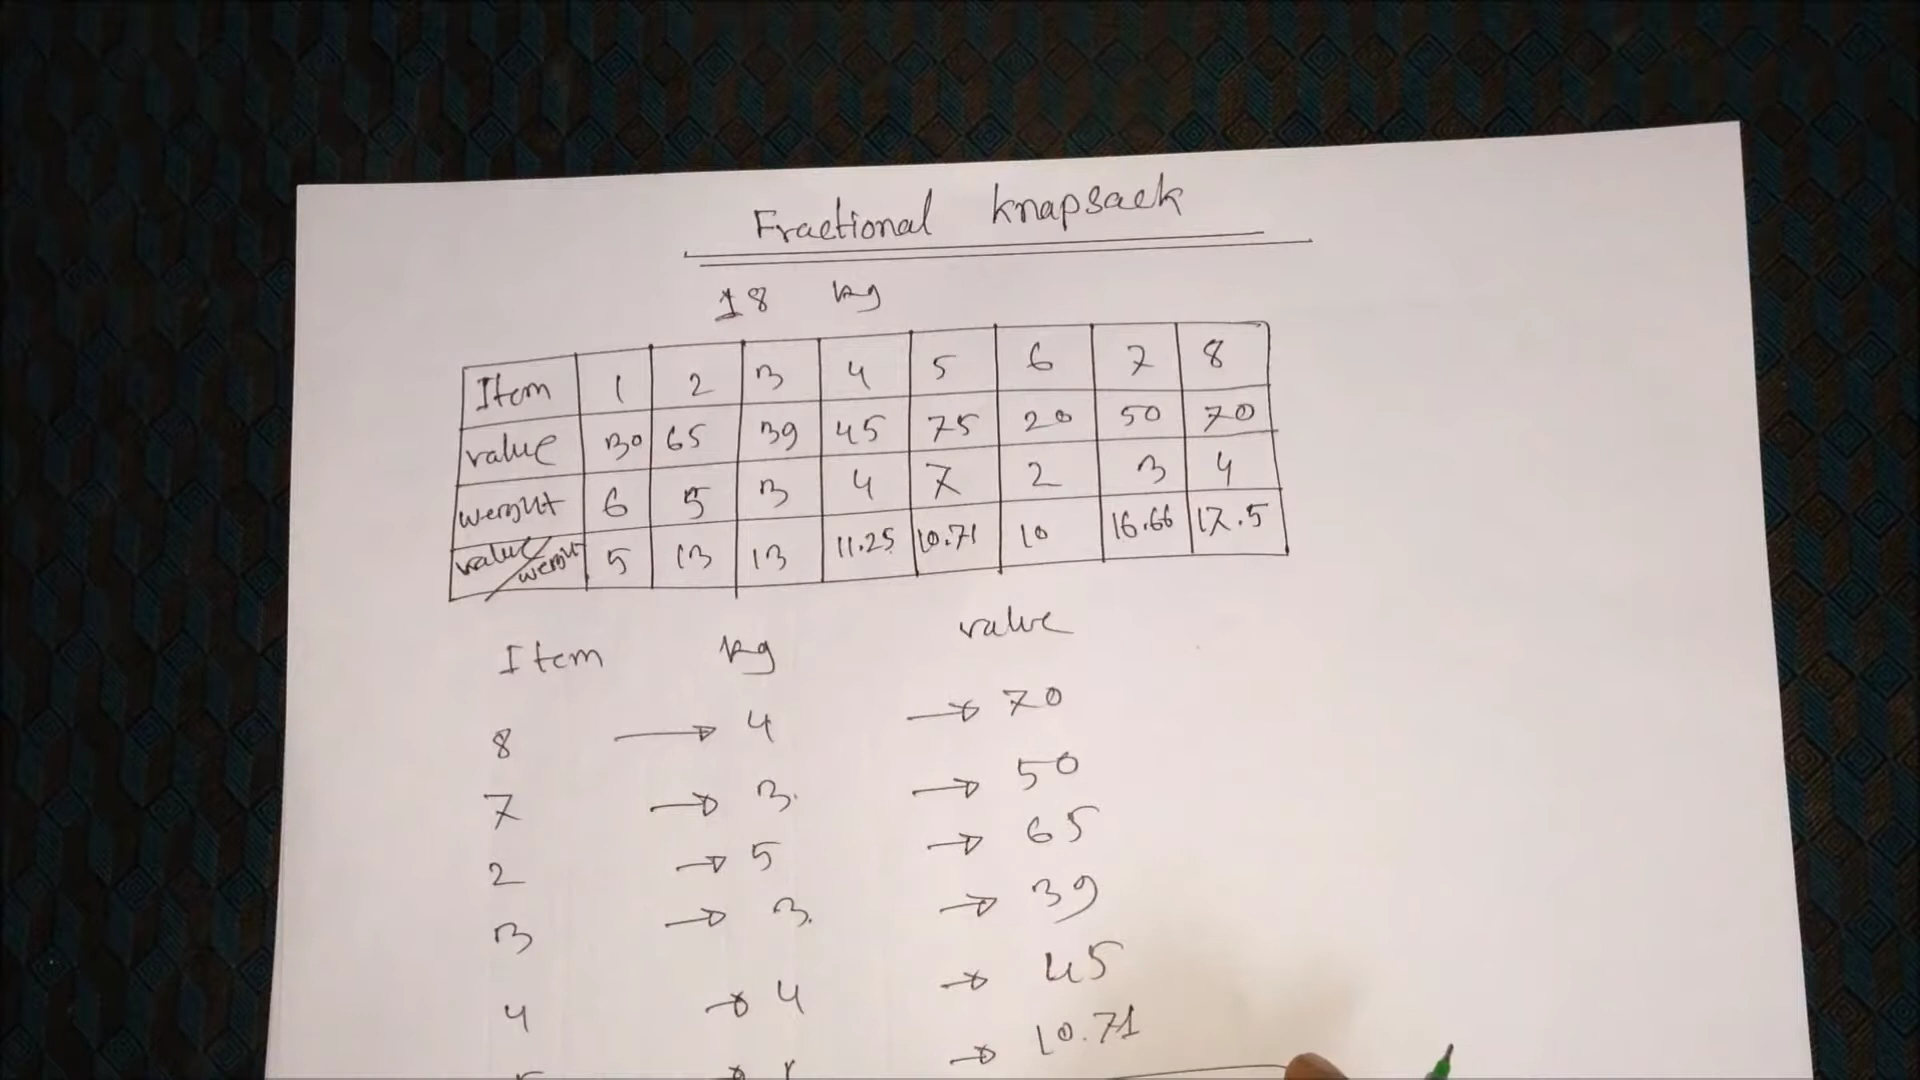 Fractional knapsack
18 kg
Item 1 2 3 4 5 6 7 8
value 30 65 39 45 75 20 50 70
weight 6 5 3 4 7 2 3 4
value/weight 5 13 13 11.25 10.71 10 16.66 17.5
Item kg value
8 → 4 → 70
7 → 3. → 50
2 → 5 → 65
3 → 3. → 39
4 → 4 → 45
→ → 10.71